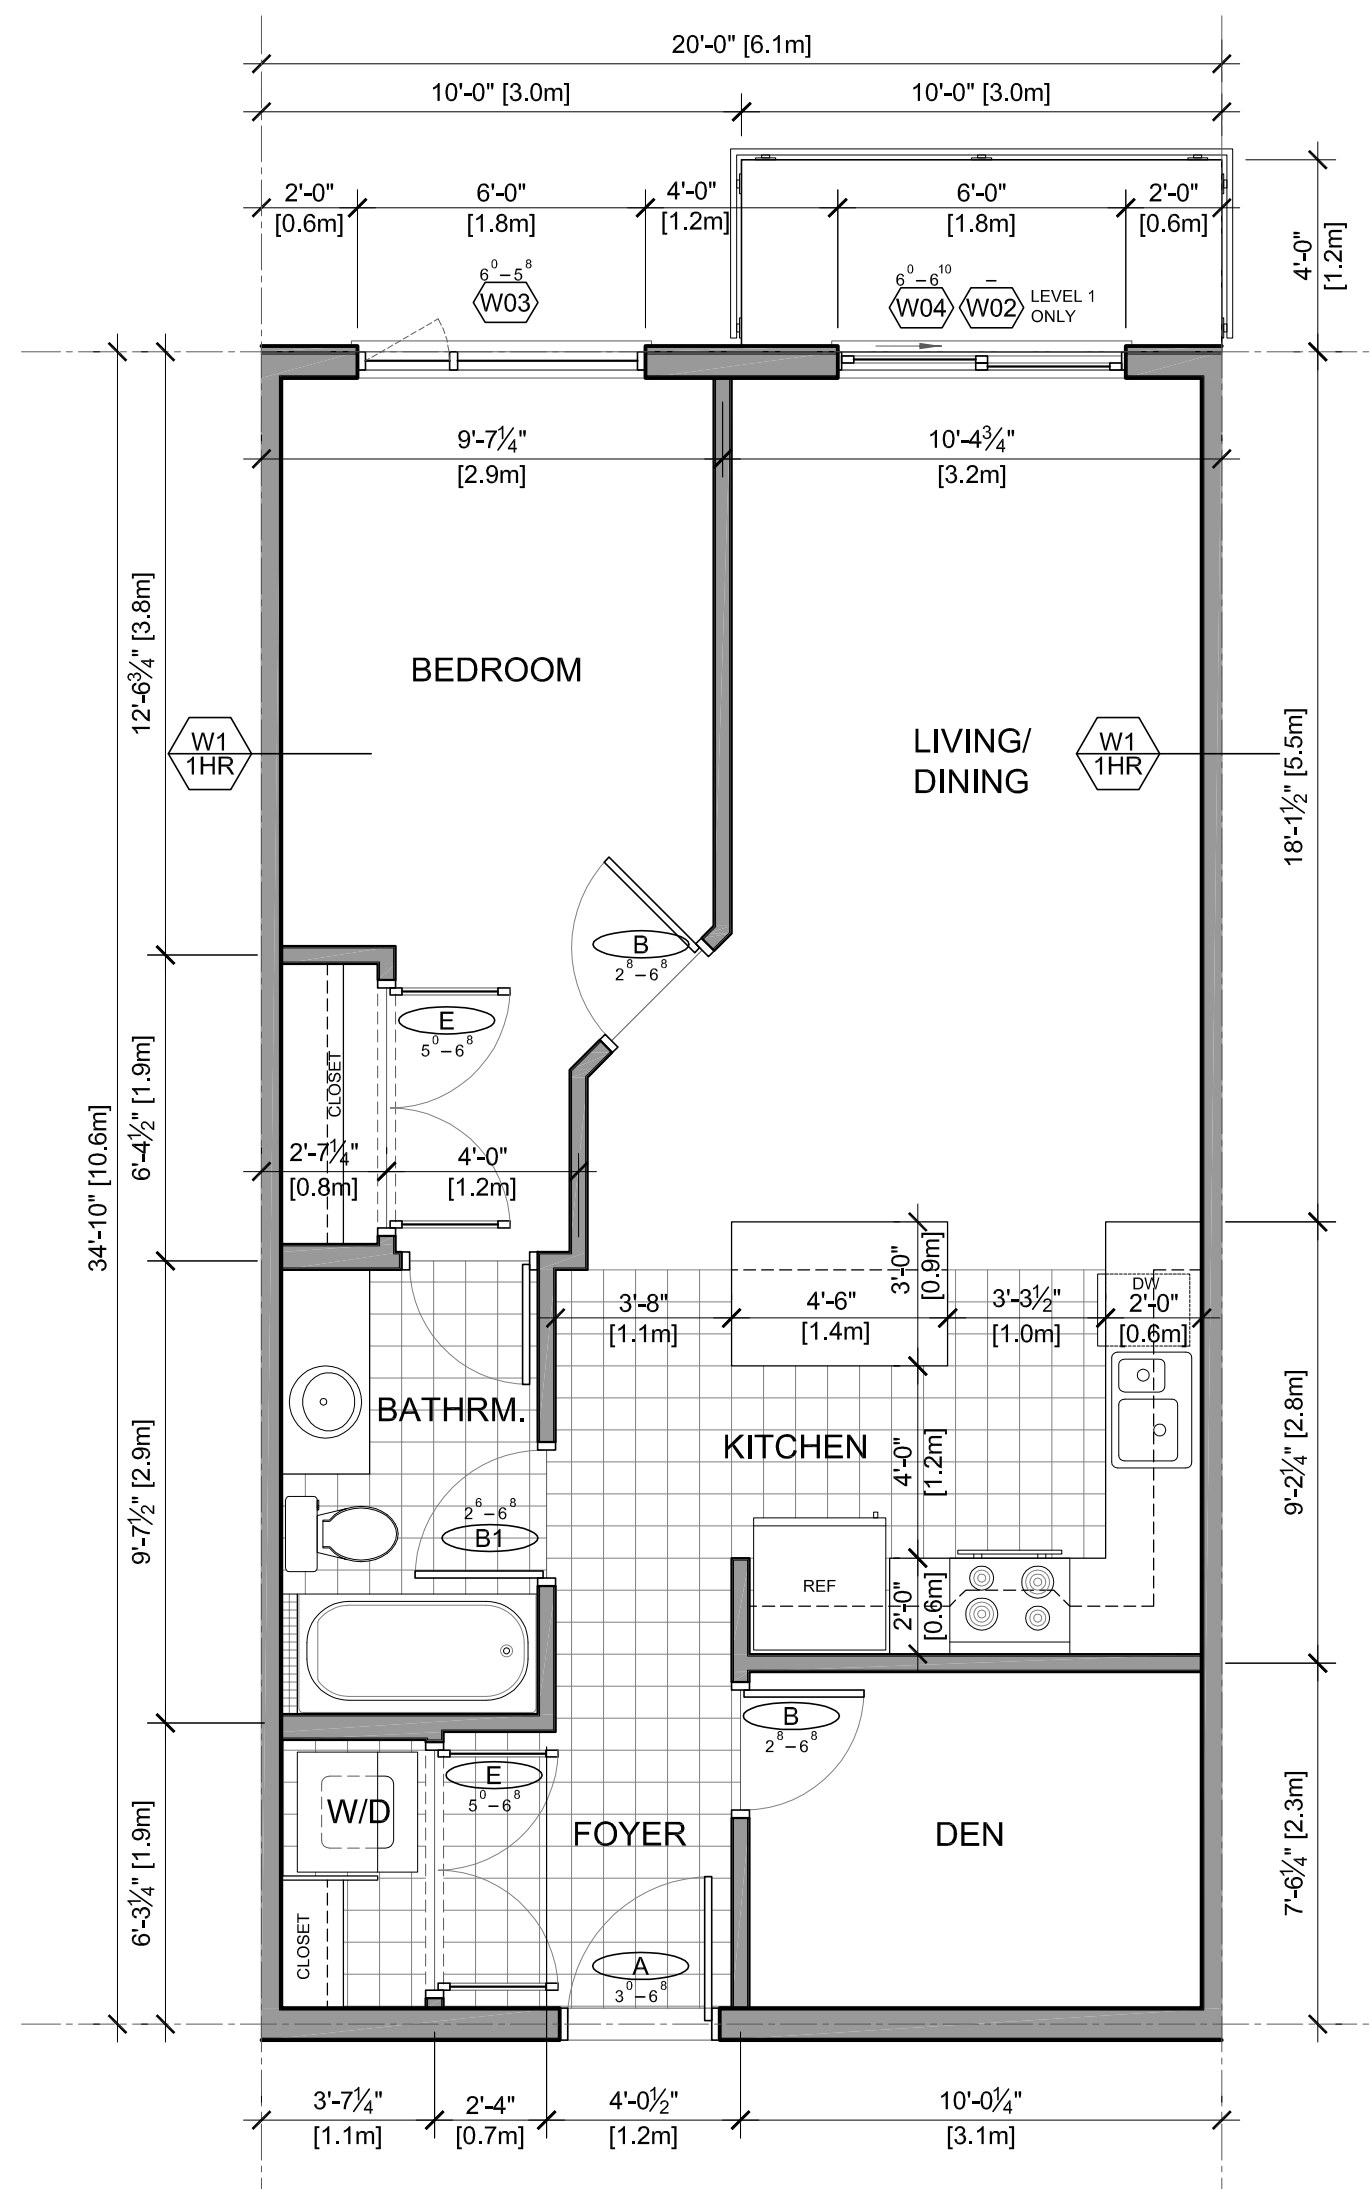 20'-0" [6.1m]
10'-0" [3.0m]
10'-0" [3.0m]
2'-0"
[0.6m]
6'-0"
[1.8m]
4'-0"
[1.2m]
6'-0"
[1.8m]
2'-0"
[0.6m]
4'-0"
[1.2m]
6⁰–5⁸
W03
6⁰–6¹⁰
W04
–
W02
LEVEL 1
ONLY
9'-7¼"
[2.9m]
10'-4¾"
[3.2m]
12'-6¾" [3.8m]
BEDROOM
LIVING/
DINING
W1
1HR
W1
1HR
18'-1½" [5.5m]
B
2⁸–6⁸
E
5⁰–6⁸
CLOSET
6'-4½" [1.9m]
34'-10" [10.6m]
2'-7¼"
[0.8m]
4'-0"
[1.2m]
3'-0"
[0.9m]
DW
3'-8"
[1.1m]
4'-6"
[1.4m]
3'-3½"
[1.0m]
2'-0"
[0.6m]
BATHRM.
KITCHEN
4'-0"
[1.2m]
9'-2¼" [2.8m]
9'-7½" [2.9m]
2⁶–6⁸
B1
REF
2'-0"
[0.6m]
B
2⁸–6⁸
E
5⁰–6⁸
W/D
FOYER
DEN
6'-3¼" [1.9m]
7'-6¼" [2.3m]
CLOSET
A
3⁰–6⁸
3'-7¼"
[1.1m]
2'-4"
[0.7m]
4'-0½"
[1.2m]
10'-0¼"
[3.1m]